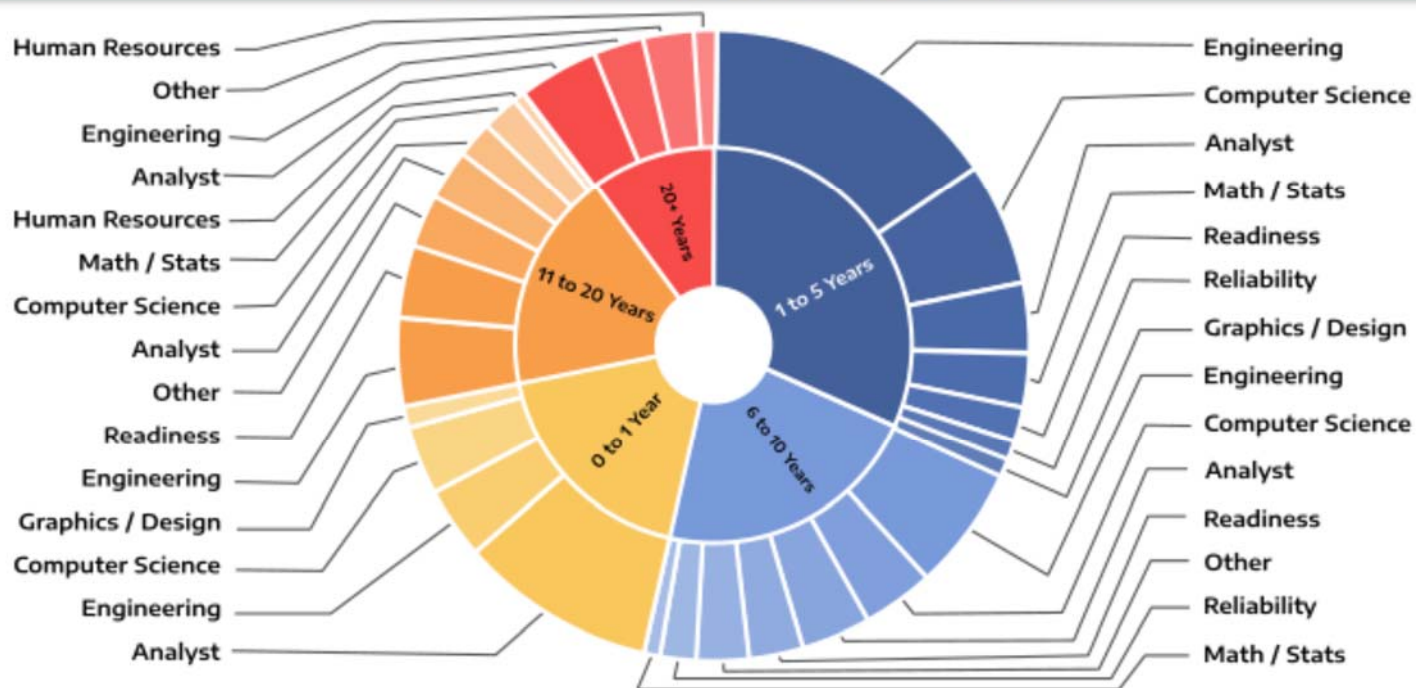 Human Resources
Other
Engineering
Analyst
Human Resources
Math / Stats
Computer Science
Analyst
Other
Readiness
Engineering
Graphics / Design
Computer Science
Engineering
Analyst
20+ Years
11 to 20 Years
0 to 1 Year
1 to 5 Years
6 to 10 Years
Engineering
Computer Science
Analyst
Math / Stats
Readiness
Reliability
Graphics / Design
Engineering
Computer Science
Analyst
Readiness
Other
Reliability
Math / Stats